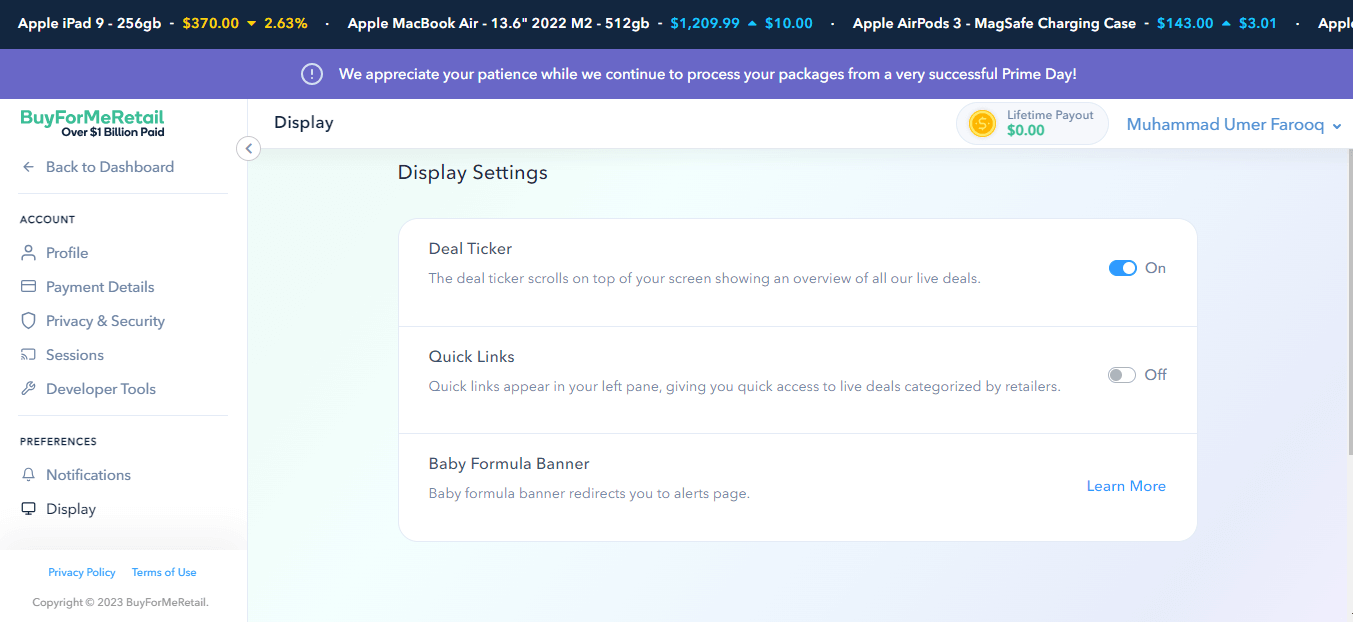 Apple iPad 9 - 256gb - $370.00 2.63% · Apple MacBook Air - 13.6" 2022 M2 - 512gb - $1,209.99 $10.00 · Apple AirPods 3 - MagSafe Charging Case - $143.00 $3.01 ·
We appreciate your patience while we continue to process your packages from a very successful Prime Day!
BuyForMeRetail
Over $1 Billion Paid
Display
Lifetime Payout
$0.00
Muhammad Umer Farooq
Back to Dashboard
ACCOUNT
Profile
Payment Details
Privacy & Security
Sessions
Developer Tools
PREFERENCES
Notifications
Display
Privacy Policy Terms of Use
Copyright © 2023 BuyForMeRetail.
Display Settings
Deal Ticker
The deal ticker scrolls on top of your screen showing an overview of all our live deals.
On
Quick Links
Quick links appear in your left pane, giving you quick access to live deals categorized by retailers.
Off
Baby Formula Banner
Baby formula banner redirects you to alerts page.
Learn More